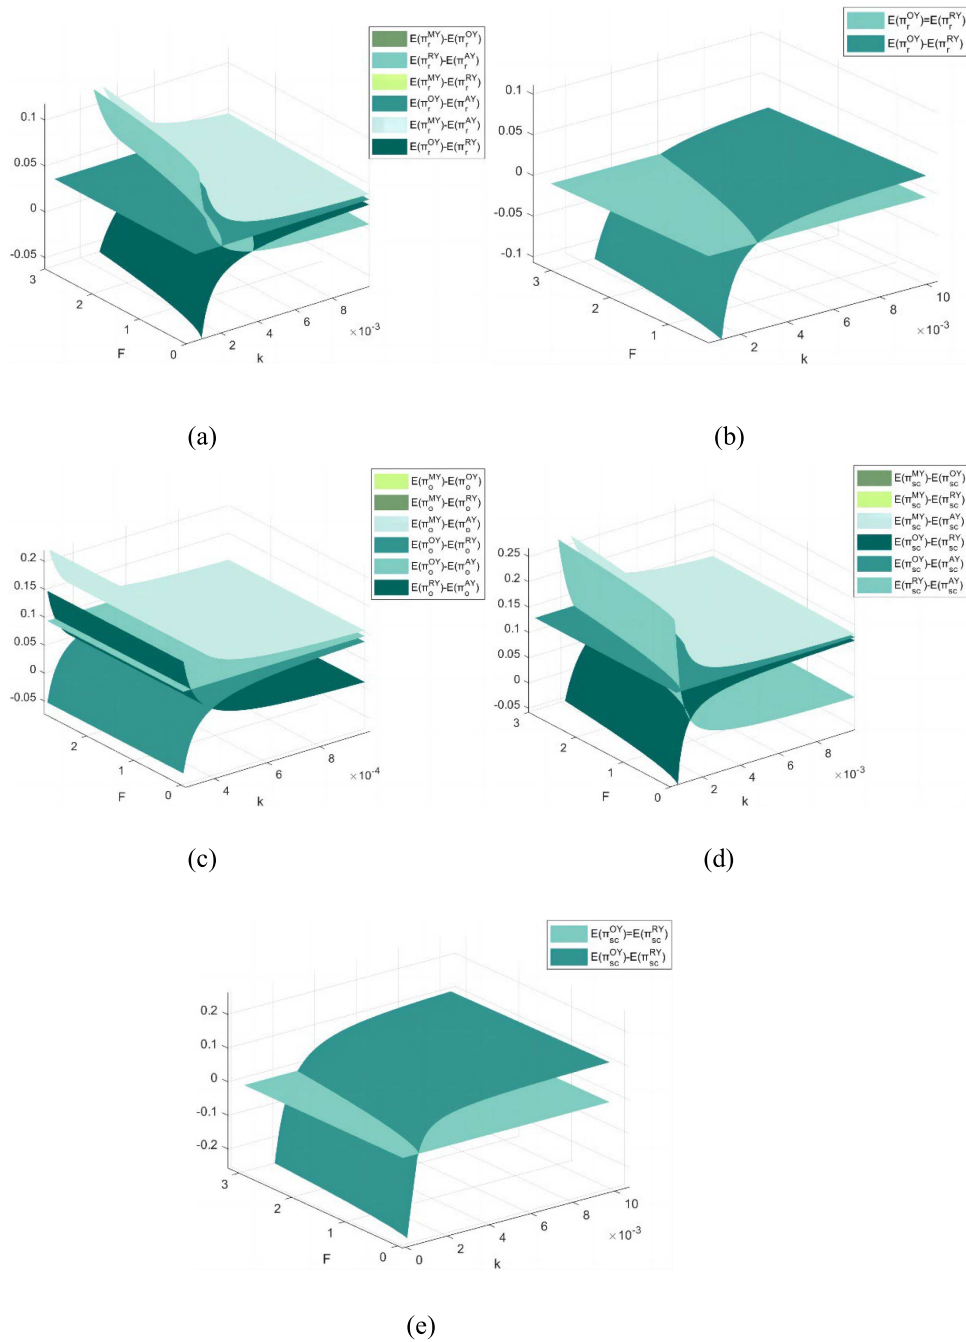 E(π_r^MY)-E(π_r^OY)
E(π_r^RY)-E(π_r^AY)
E(π_r^MY)-E(π_r^RY)
E(π_r^OY)-E(π_r^AY)
E(π_r^MY)-E(π_r^AY)
E(π_r^OY)-E(π_r^RY)
0.1
0.05
0
-0.05
3
2
1
0
F
2
4
6
8
×10⁻³
k
(a)
E(π_r^OY)=E(π_r^RY)
E(π_r^OY)-E(π_r^RY)
0.1
0.05
0
-0.05
-0.1
3
2
1
F
2
4
6
8
10
×10⁻³
k
(b)
E(π_o^MY)-E(π_o^OY)
E(π_o^MY)-E(π_o^RY)
E(π_o^MY)-E(π_o^AY)
E(π_o^OY)-E(π_o^RY)
E(π_o^OY)-E(π_o^AY)
E(π_o^RY)-E(π_o^AY)
0.2
0.15
0.1
0.05
0
-0.05
2
1
0
F
4
6
8
×10⁻⁴
k
(c)
E(π_sc^MY)-E(π_sc^OY)
E(π_sc^MY)-E(π_sc^RY)
E(π_sc^MY)-E(π_sc^AY)
E(π_sc^OY)-E(π_sc^RY)
E(π_sc^OY)-E(π_sc^AY)
E(π_sc^RY)-E(π_sc^AY)
0.25
0.2
0.15
0.1
0.05
0
-0.05
3
2
1
0
F
2
4
6
8
×10⁻³
k
(d)
E(π_sc^OY)=E(π_sc^RY)
E(π_sc^OY)-E(π_sc^RY)
0.2
0.1
0
-0.1
-0.2
3
2
1
0
F
0
2
4
6
8
10
×10⁻³
k
(e)